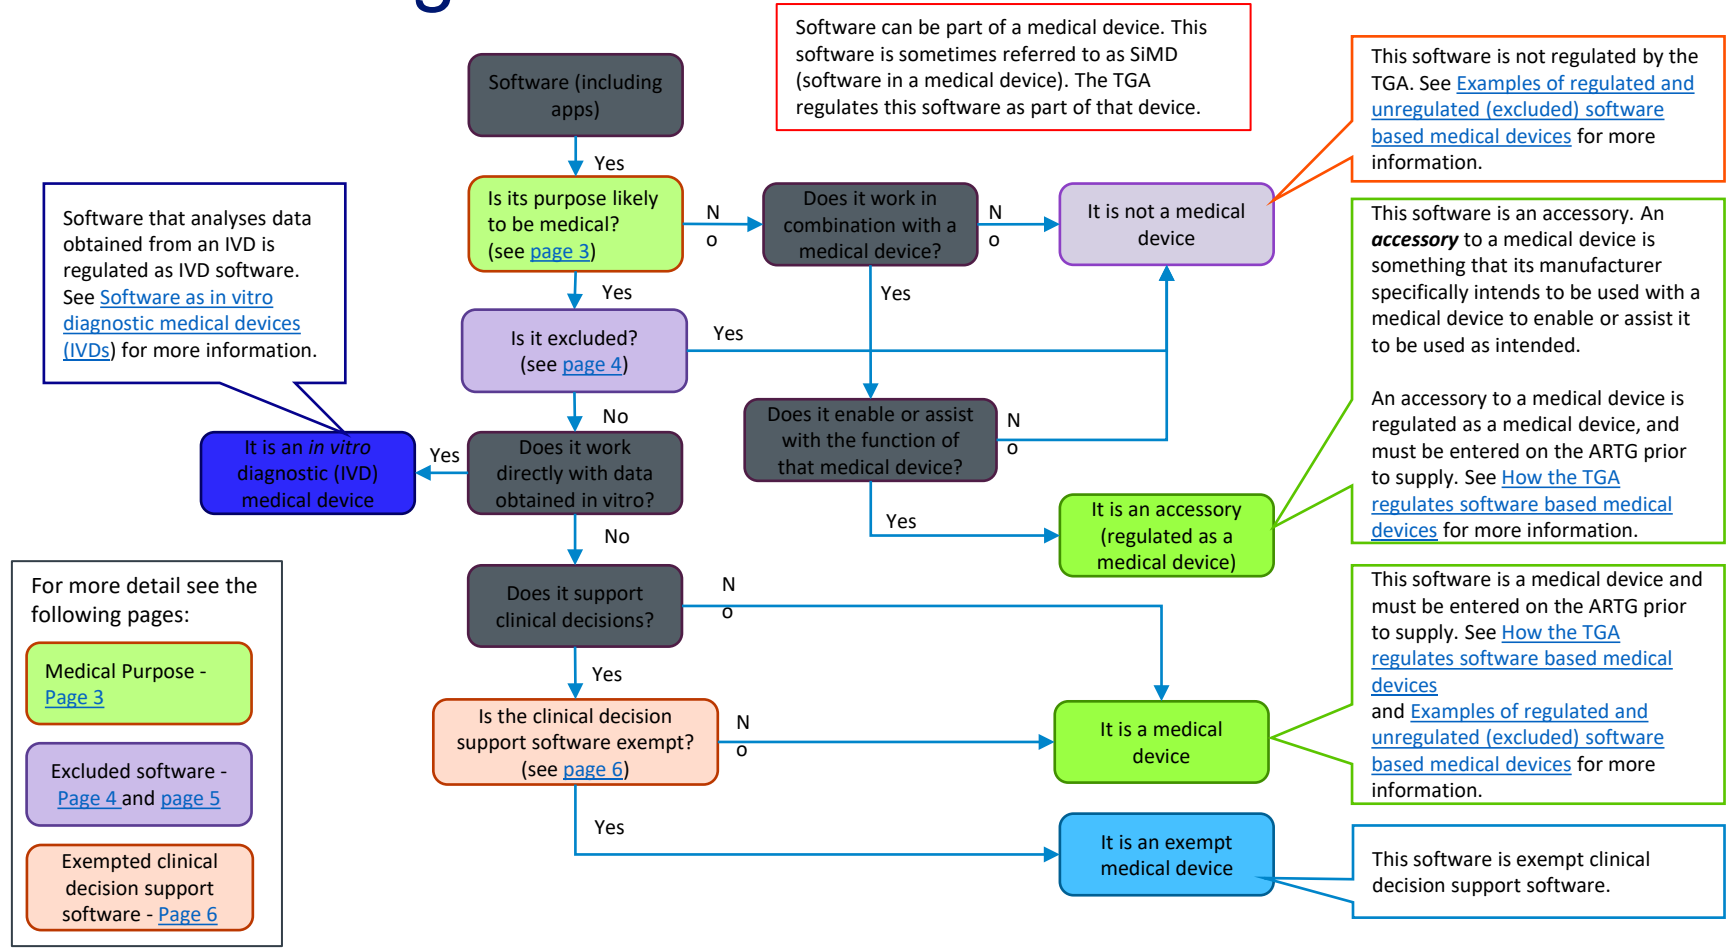 g
Software can be part of a medical device. This
software is sometimes referred to as SiMD
(software in a medical device). The TGA
regulates this software as part of that device.
This software is not regulated by the
TGA. See Examples of regulated and
unregulated (excluded) software
based medical devices for more
information.
Software (including
apps)
Yes
Is its purpose likely
to be medical?
(see page 3)
N
o
Does it work in
combination with a
medical device?
N
o
It is not a medical
device
Software that analyses data
obtained from an IVD is
regulated as IVD software.
See Software as in vitro
diagnostic medical devices
(IVDs) for more information.
This software is an accessory. An
accessory to a medical device is
something that its manufacturer
specifically intends to be used with a
medical device to enable or assist it
to be used as intended.
An accessory to a medical device is
regulated as a medical device, and
must be entered on the ARTG prior
to supply. See How the TGA
regulates software based medical
devices for more information.
Yes
Yes
Is it excluded?
(see page 4)
Yes
No
Does it enable or assist
with the function of
that medical device?
N
o
It is an in vitro
diagnostic (IVD)
medical device
Yes
Does it work
directly with data
obtained in vitro?
Yes
It is an accessory
(regulated as a
medical device)
No
For more detail see the
following pages:
Medical Purpose -
Page 3
Excluded software -
Page 4 and page 5
Exempted clinical
decision support
software - Page 6
Does it support
clinical decisions?
N
o
This software is a medical device and
must be entered on the ARTG prior
to supply. See How the TGA
regulates software based medical
devices
and Examples of regulated and
unregulated (excluded) software
based medical devices for more
information.
Yes
Is the clinical decision
support software exempt?
(see page 6)
N
o
It is a medical
device
Yes
It is an exempt
medical device
This software is exempt clinical
decision support software.